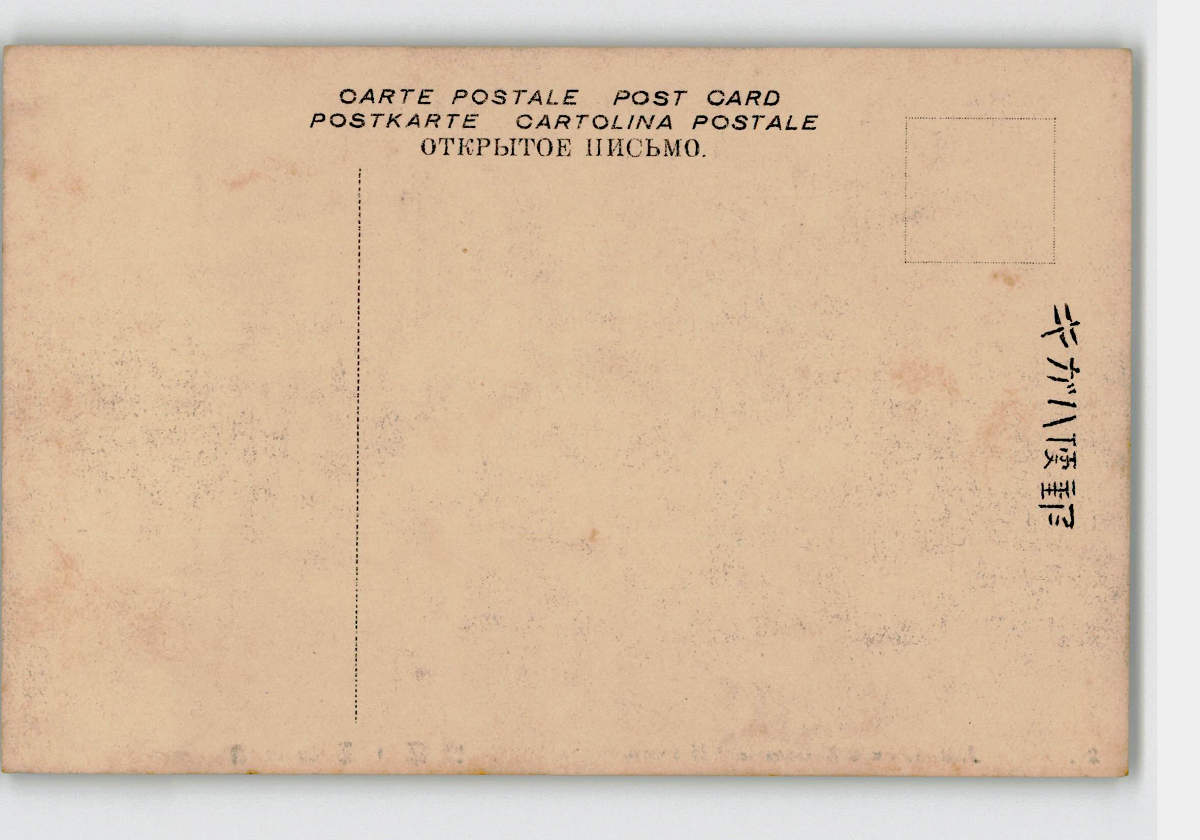 CARTE POSTALE POST CARD
POSTKARTE CARTOLINA POSTALE
ОТКРЫТОЕ ПИСЬМО.
郵便ハガキ